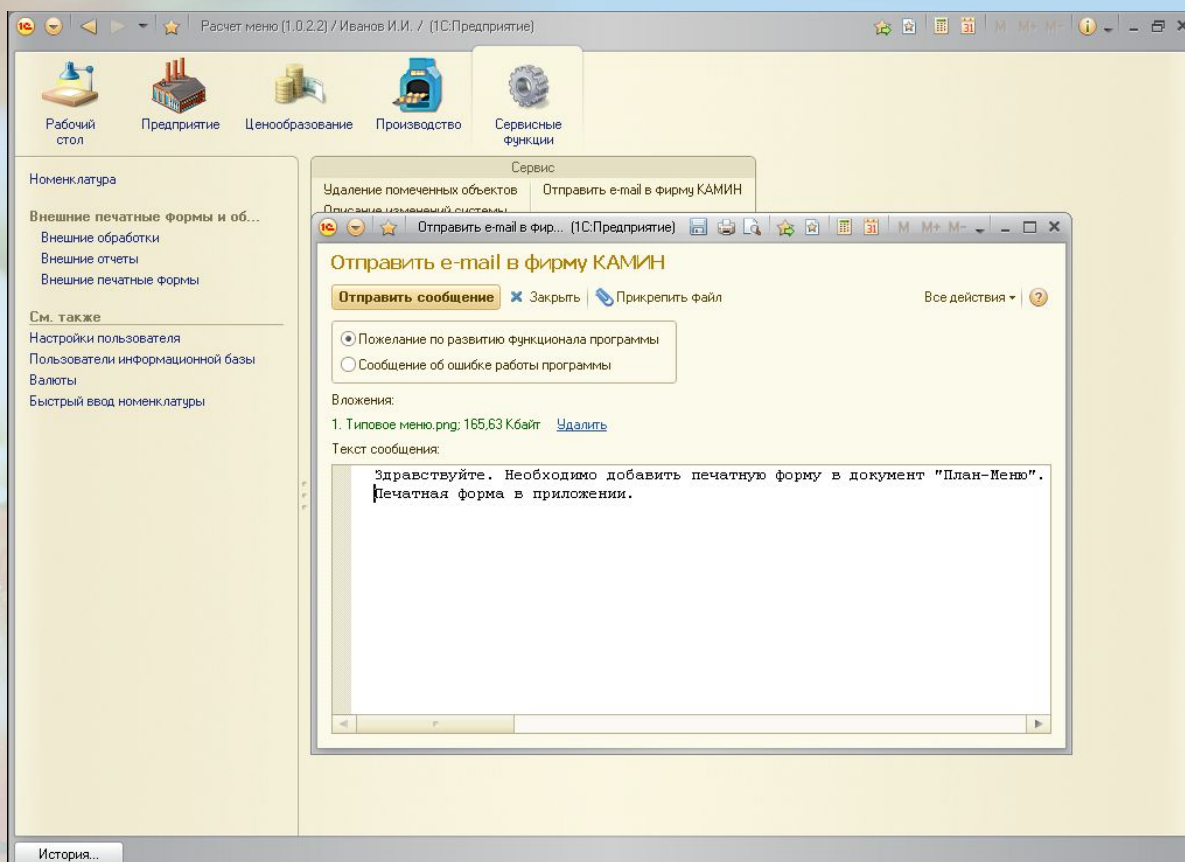 Расчет меню (1.0.2.2) / Иванов И.И. / (1С:Предприятие)
31 M M+ M-
Рабочий стол
Предприятие
Ценообразование
Производство
Сервисные функции
Номенклатура
Внешние печатные формы и об...
Внешние обработки
Внешние отчеты
Внешние печатные формы
См. также
Настройки пользователя
Пользователи информационной базы
Валюты
Быстрый ввод номенклатуры
Сервис
Удаление помеченных объектов Отправить e-mail в фирму КАМИН
Описание изменений системы
Отправить e-mail в фир... (1С:Предприятие) 31 M M+ M-
Отправить e-mail в фирму КАМИН
Отправить сообщение Закрыть Прикрепить файл Все действия
Пожелание по развитию функционала программы
Сообщение об ошибке работы программы
Вложения:
1. Типовое меню.png; 165,63 Кбайт Удалить
Текст сообщения:
Здравствуйте. Необходимо добавить печатную форму в документ "План-Меню".
Печатная форма в приложении.
История...